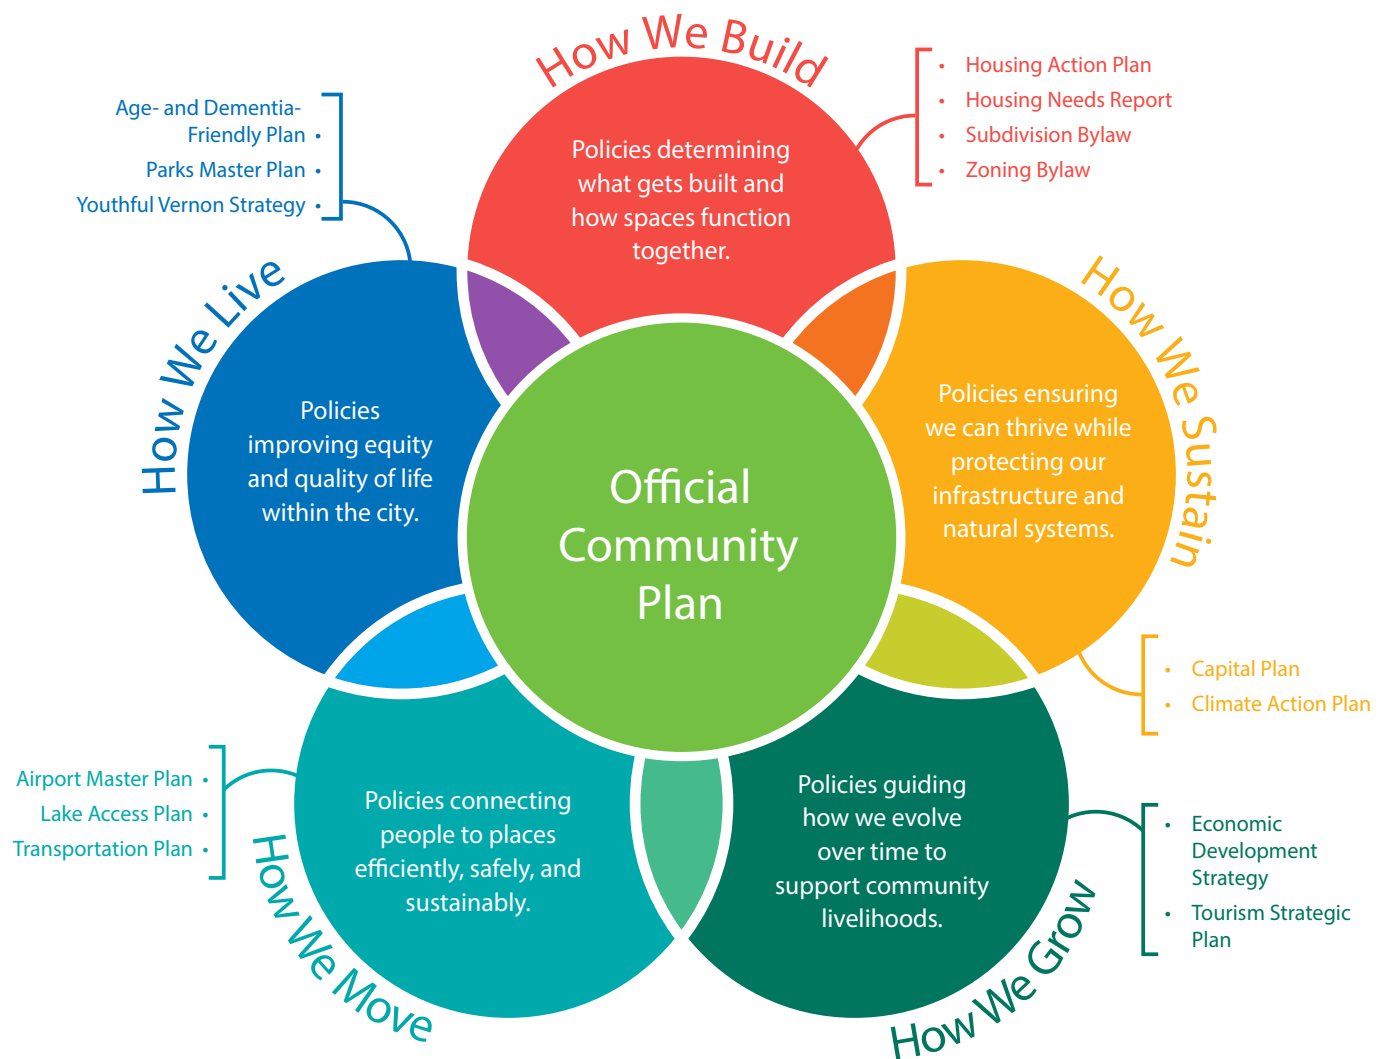 How We Build
Policies determining
what gets built and
how spaces function
together.
• Housing Action Plan
• Housing Needs Report
• Subdivision Bylaw
• Zoning Bylaw
Age- and Dementia-
Friendly Plan •
Parks Master Plan •
Youthful Vernon Strategy •
How We Live
Policies
improving equity
and quality of life
within the city.
Official
Community
Plan
How We Sustain
Policies ensuring
we can thrive while
protecting our
infrastructure and
natural systems.
• Capital Plan
• Climate Action Plan
Airport Master Plan •
Lake Access Plan •
Transportation Plan •
How We Move
Policies connecting
people to places
efficiently, safely, and
sustainably.
How We Grow
Policies guiding
how we evolve
over time to
support community
livelihoods.
• Economic
Development
Strategy
• Tourism Strategic
Plan